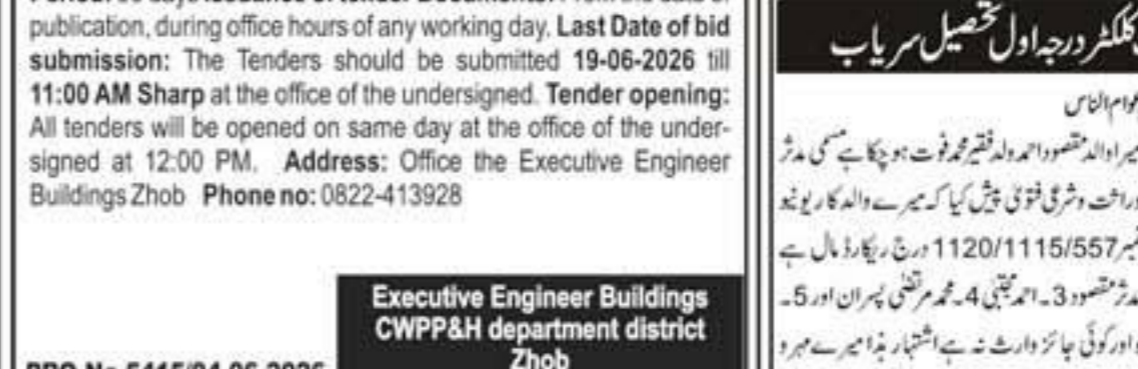 publication, during office hours of any working day. Last Date of bid
submission: The Tenders should be submitted 19-06-2026 till
11:00 AM Sharp at the office of the undersigned. Tender opening:
All tenders will be opened on same day at the office of the under-
signed at 12:00 PM. Address: Office the Executive Engineer
Buildings Zhob Phone no: 0822-413928
Executive Engineer Buildings
CWPP&H department district
Zhob
کلکٹر درجہ اول تحصیل سریاب
عوام الناس
میرا والد مقصود احمد ولد فقیر محمد فوت ہو چکا ہے مسمی مدثر
وراثت و شرعی فتویٰ پیش کیا کہ میرے والد کا ریونیو
نمبر 1120/1115/557 درج ریکارڈ مال ہے
مدثر مقصود 3۔ احمد مجتبیٰ 4۔ محمد مرتضیٰ پسران اور 5۔
اور کوئی جائز وارث نہ ہے اشتہار ہذا میرے مہر و